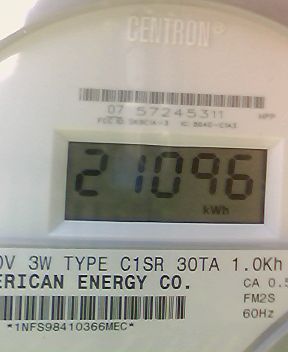 CENTRON®
07 57245311 HPP
21096
kWh
0V 3W TYPE C1SR 30TA 1.0Kh
ERICAN ENERGY CO. CA 0.5
FM2S
*1NFS98410366MEC* 60Hz